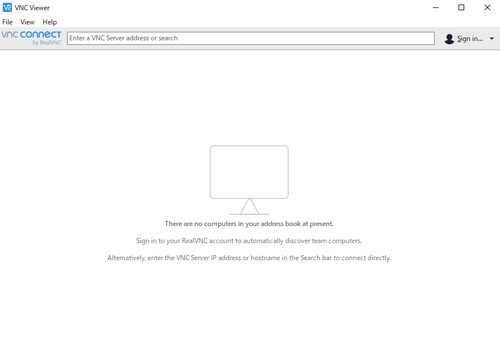 VNC Viewer
File View Help
VNC CONNECT
by RealVNC
Enter a VNC Server address or search
Sign in...
There are no computers in your address book at present.
Sign in to your RealVNC account to automatically discover team computers.
Alternatively, enter the VNC Server IP address or hostname in the Search bar to connect directly.